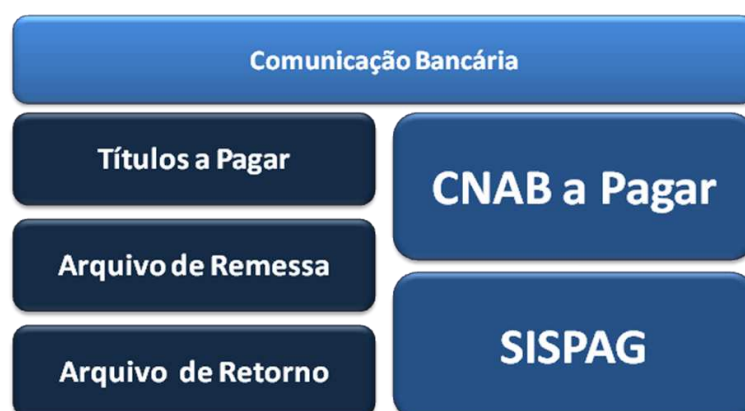 Comunicação Bancária
Títulos a Pagar
Arquivo de Remessa
Arquivo de Retorno
CNAB a Pagar
SISPAG